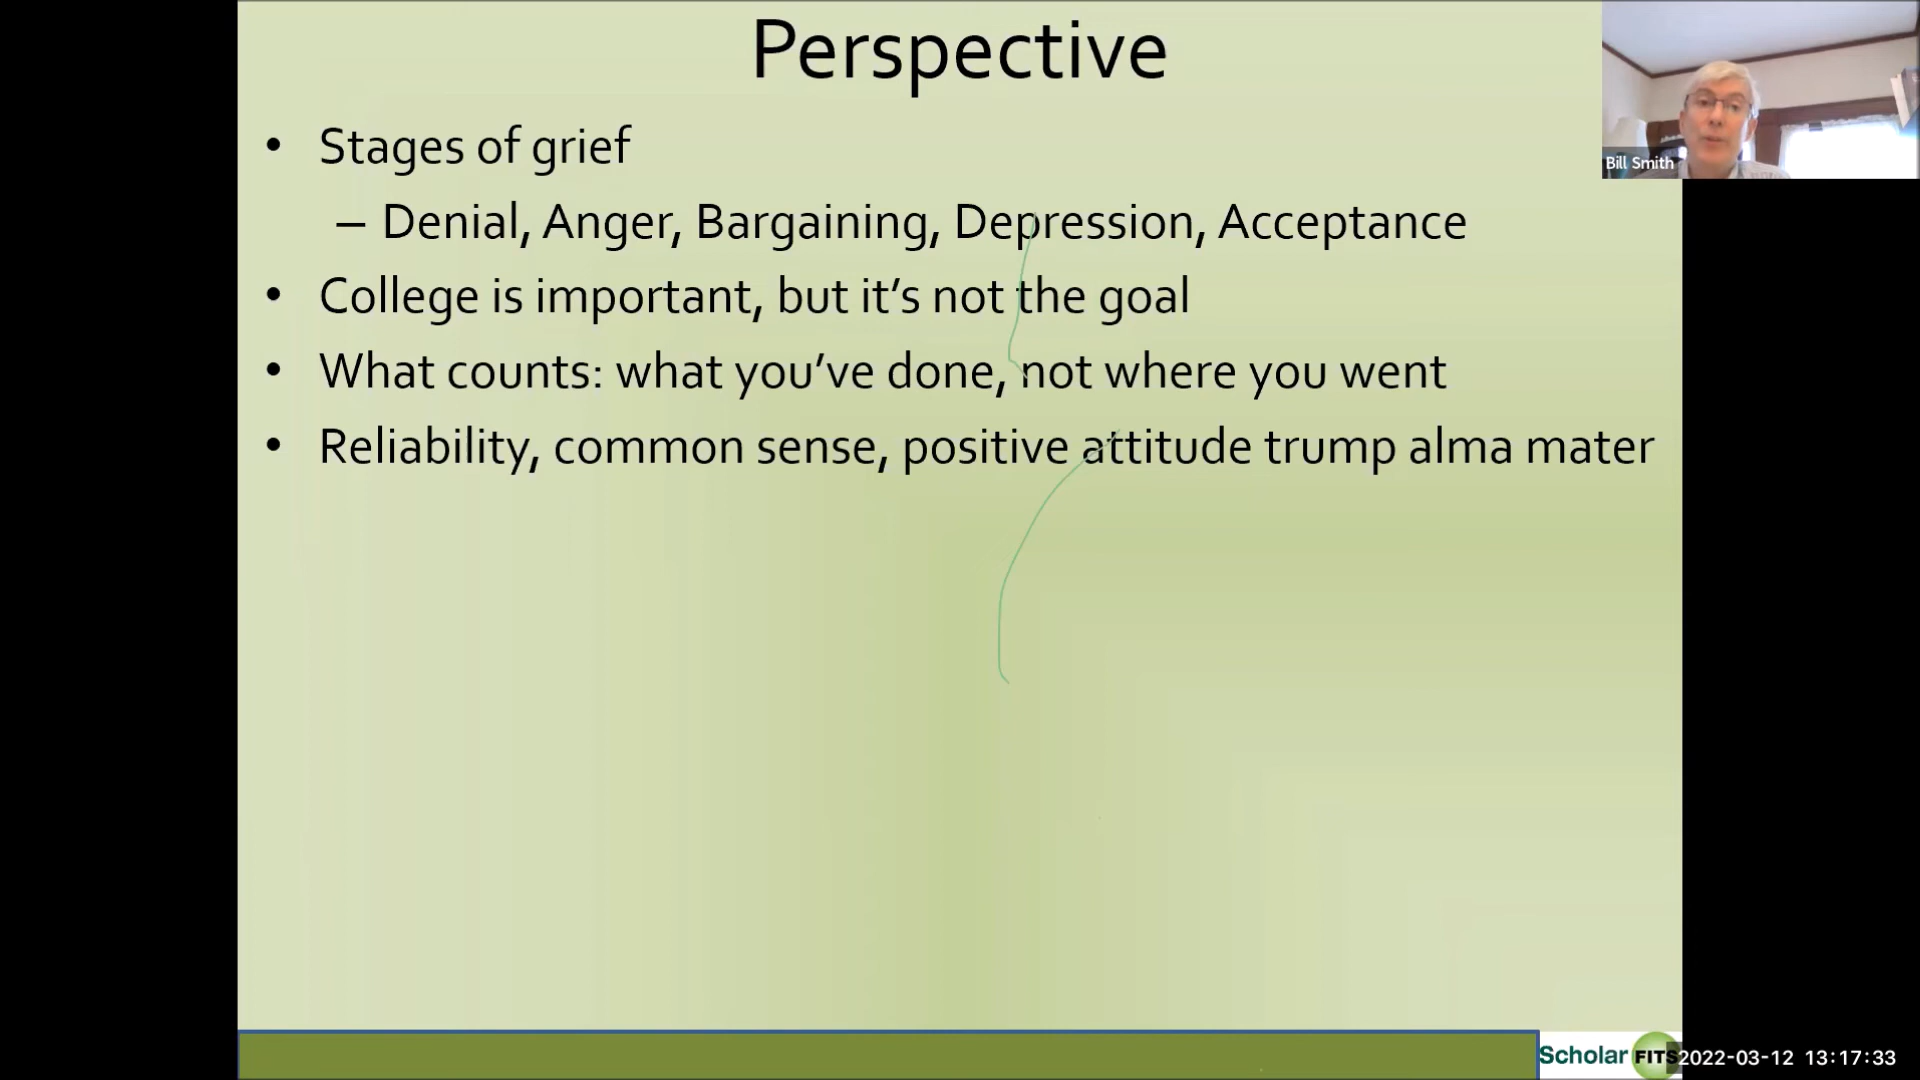 Perspective
• Stages of grief
– Denial, Anger, Bargaining, Depression, Acceptance
• College is important, but it’s not the goal
• What counts: what you’ve done, not where you went
• Reliability, common sense, positive attitude trump alma mater
Bill Smith
Scholar FITS
2022-03-12 13:17:33